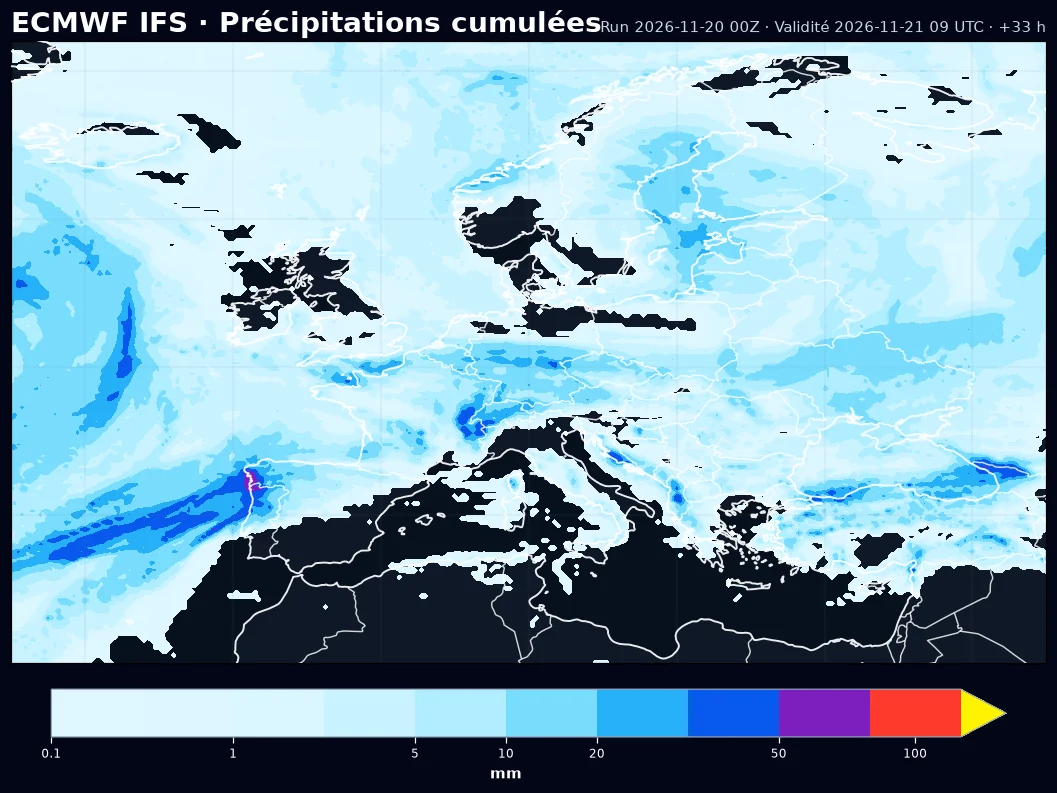 ECMWF IFS · Précipitations cumulées
Run 2026-11-20 00Z · Validité 2026-11-21 09 UTC · +33 h
0.1 1 5 10 20 50 100
mm